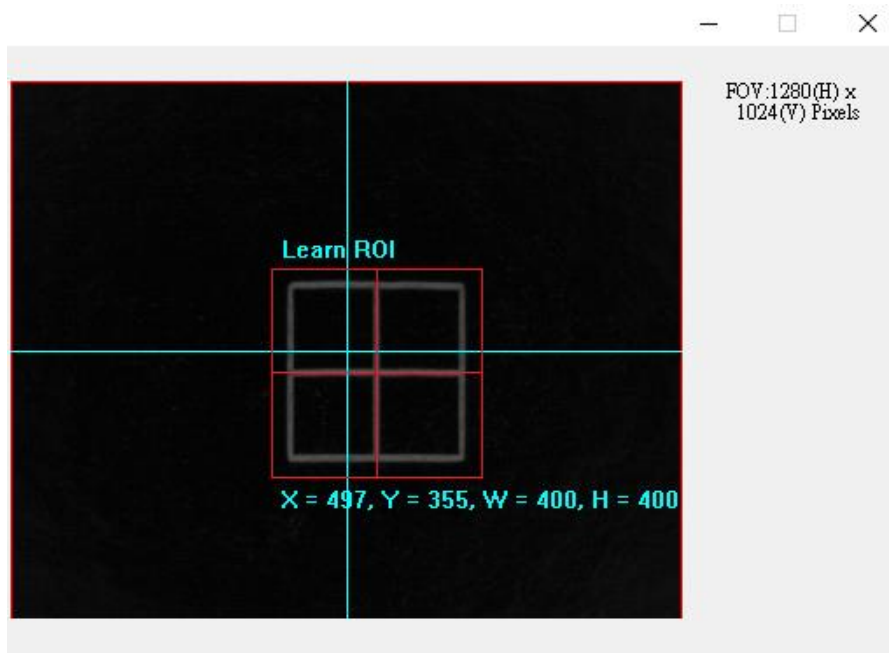 FOV:1280(H) x
1024(V) Pixels
Learn ROI
X = 497, Y = 355, W = 400, H = 400